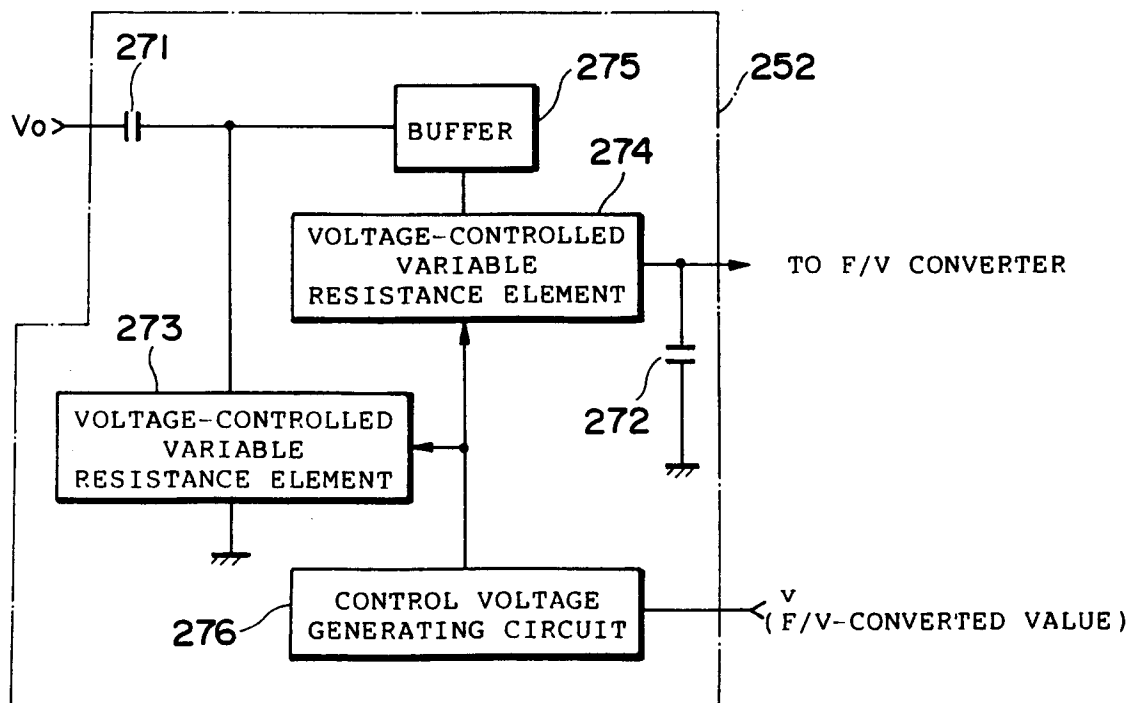 271
275
252
Vo
BUFFER
274
VOLTAGE-CONTROLLED
VARIABLE
RESISTANCE ELEMENT
TO F/V CONVERTER
273
272
VOLTAGE-CONTROLLED
VARIABLE
RESISTANCE ELEMENT
276
CONTROL VOLTAGE
GENERATING CIRCUIT
v
(F/V-CONVERTED VALUE)